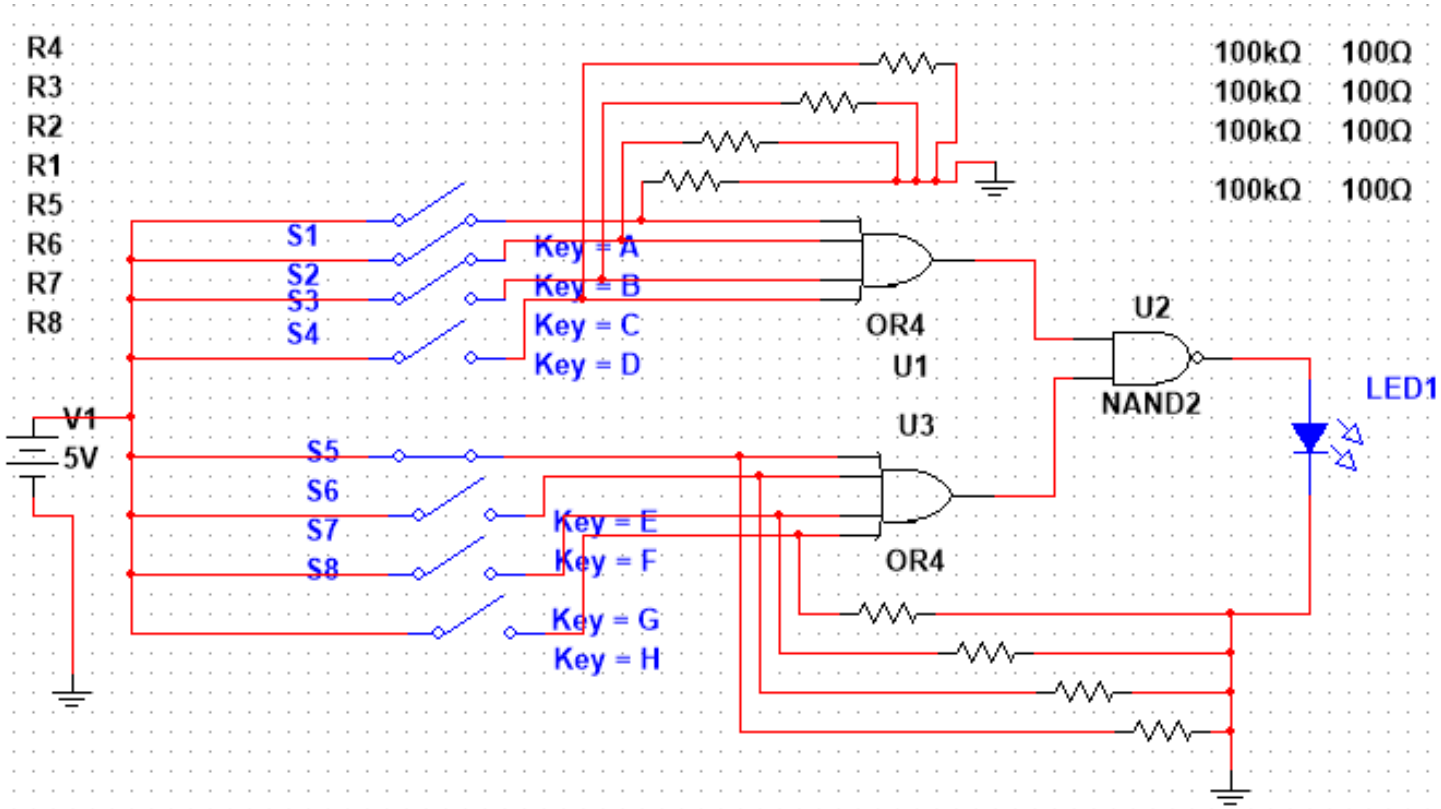 R4
R3
R2
R1
R5
R6
R7
R8
100kΩ 100Ω
100kΩ 100Ω
100kΩ 100Ω
100kΩ 100Ω
S1
S2
S3
S4
Key = A
Key = B
Key = C
Key = D
OR4
U1
U2
NAND2
LED1
V1
5V
U3
S5
S6
S7
S8
Key = E
Key = F
Key = G
Key = H
OR4